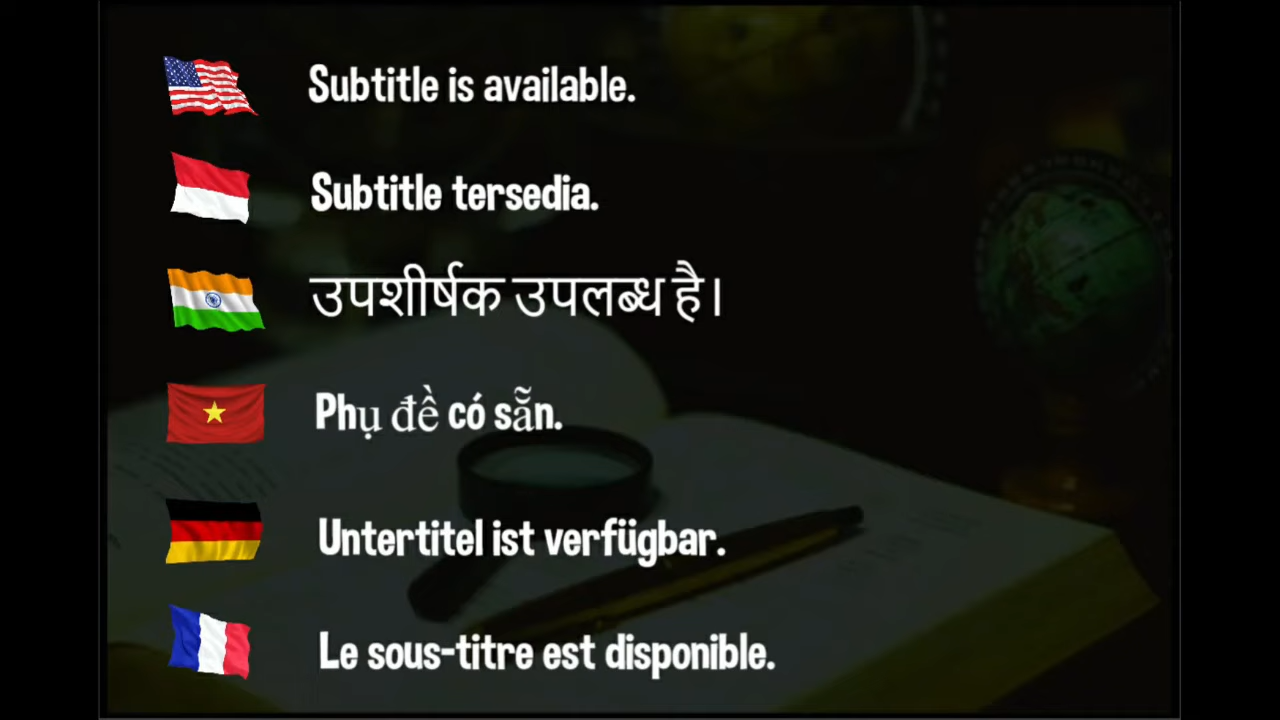 Subtitle is available.
Subtitle tersedia.
उपशीर्षक उपलब्ध है।
Phụ đề có sẵn.
Untertitel ist verfügbar.
Le sous-titre est disponible.